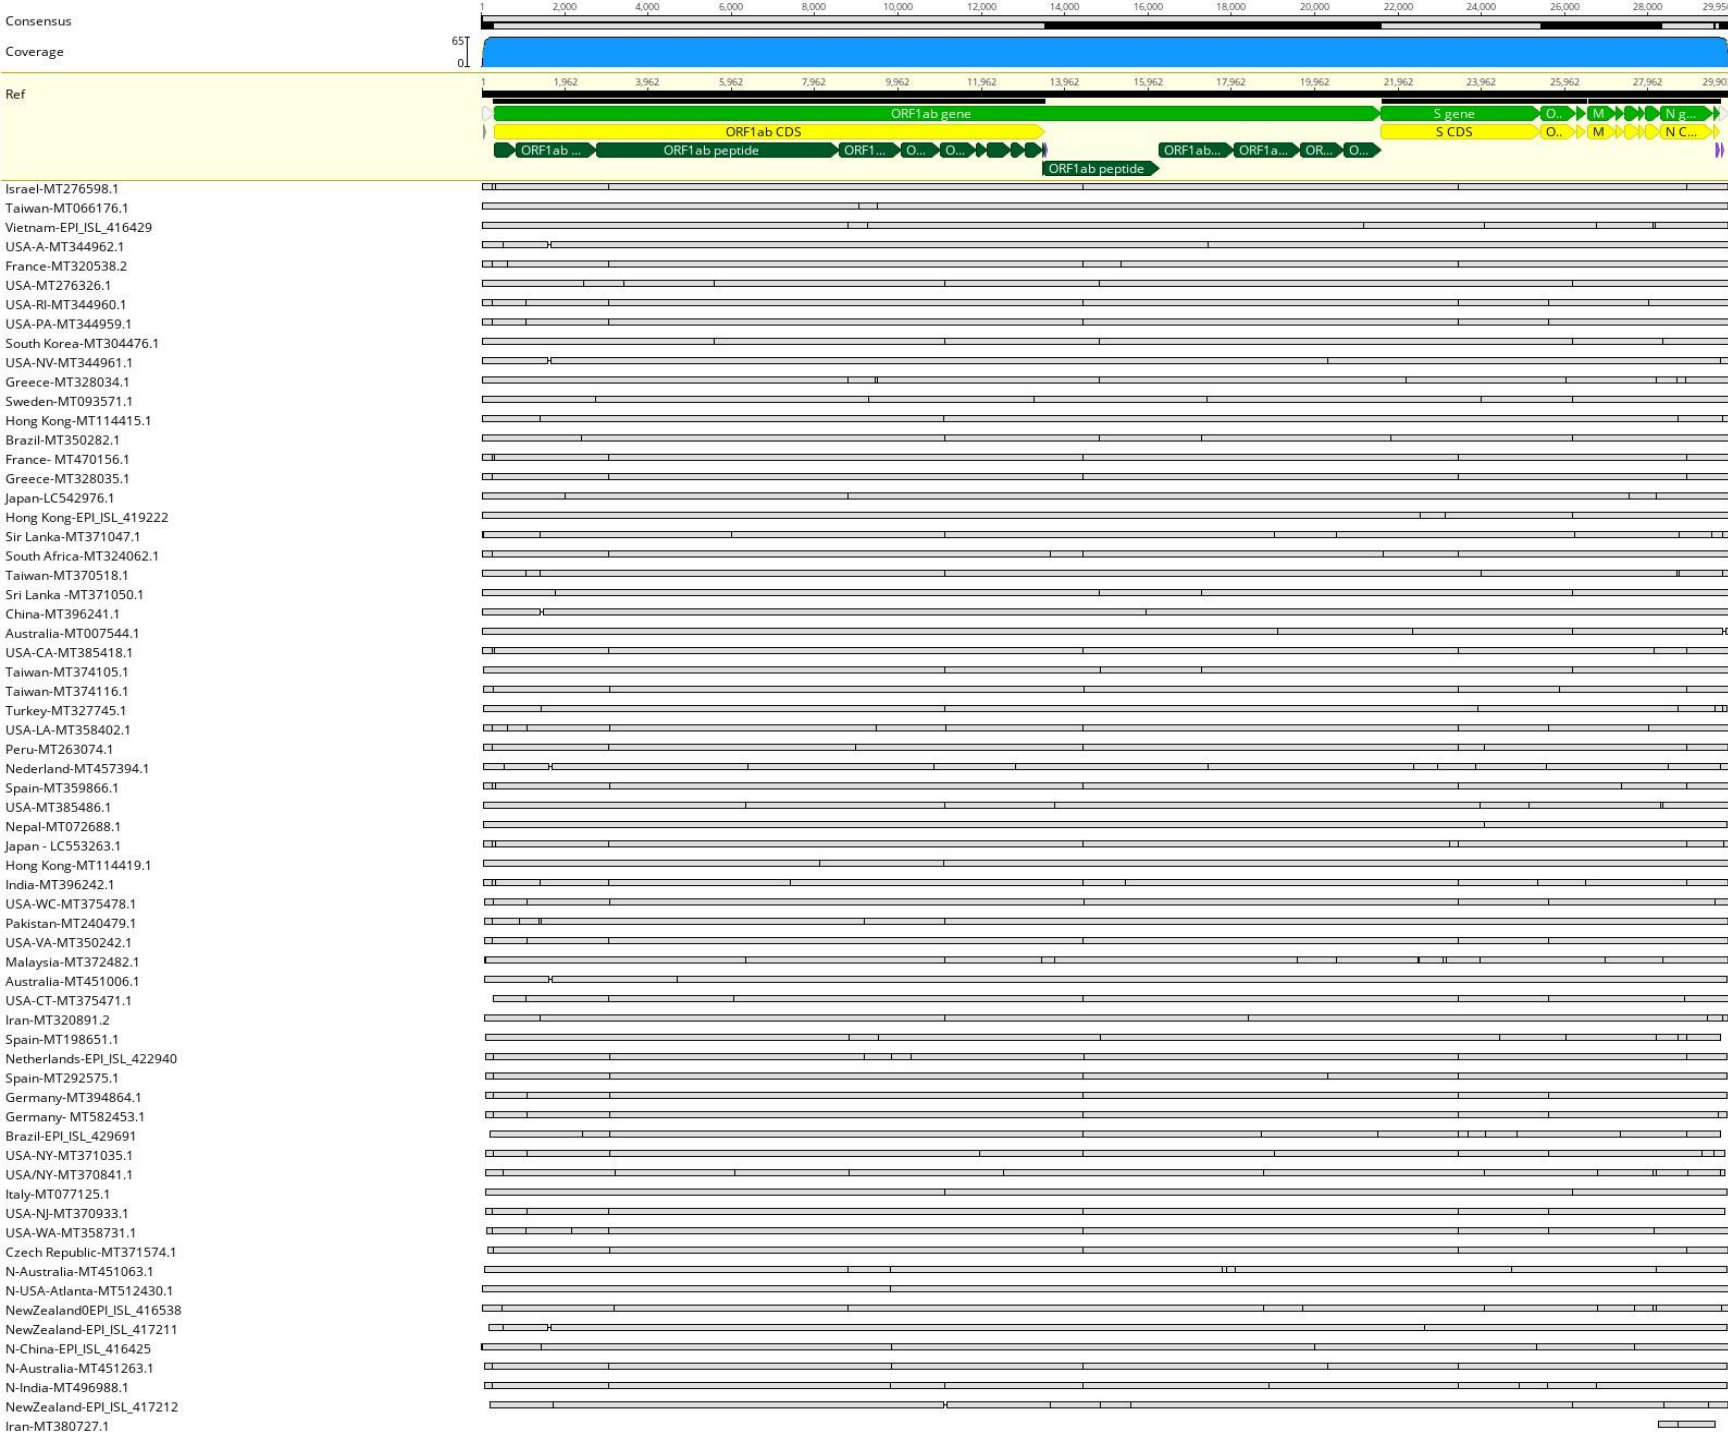 1 2,000 4,000 6,000 8,000 10,000 12,000 14,000 16,000 18,000 20,000 22,000 24,000 26,000 28,000 29,95
Consensus
65
Coverage
0
1 1,962 3,962 5,962 7,962 9,962 11,962 13,962 15,962 17,962 19,962 21,962 23,962 25,962 27,962 29,90
Ref
ORF1ab gene S gene O.. M N g...
ORF1ab CDS S CDS O.. M N C...
ORF1ab ... ORF1ab peptide ORF1... O... O... ORF1ab... ORF1a... OR... O...
ORF1ab peptide
Israel-MT276598.1
Taiwan-MT066176.1
Vietnam-EPI_ISL_416429
USA-A-MT344962.1
France-MT320538.2
USA-MT276326.1
USA-RI-MT344960.1
USA-PA-MT344959.1
South Korea-MT304476.1
USA-NV-MT344961.1
Greece-MT328034.1
Sweden-MT093571.1
Hong Kong-MT114415.1
Brazil-MT350282.1
France- MT470156.1
Greece-MT328035.1
Japan-LC542976.1
Hong Kong-EPI_ISL_419222
Sir Lanka-MT371047.1
South Africa-MT324062.1
Taiwan-MT370518.1
Sri Lanka -MT371050.1
China-MT396241.1
Australia-MT007544.1
USA-CA-MT385418.1
Taiwan-MT374105.1
Taiwan-MT374116.1
Turkey-MT327745.1
USA-LA-MT358402.1
Peru-MT263074.1
Nederland-MT457394.1
Spain-MT359866.1
USA-MT385486.1
Nepal-MT072688.1
Japan - LC553263.1
Hong Kong-MT114419.1
India-MT396242.1
USA-WC-MT375478.1
Pakistan-MT240479.1
USA-VA-MT350242.1
Malaysia-MT372482.1
Australia-MT451006.1
USA-CT-MT375471.1
Iran-MT320891.2
Spain-MT198651.1
Netherlands-EPI_ISL_422940
Spain-MT292575.1
Germany-MT394864.1
Germany- MT582453.1
Brazil-EPI_ISL_429691
USA-NY-MT371035.1
USA/NY-MT370841.1
Italy-MT077125.1
USA-NJ-MT370933.1
USA-WA-MT358731.1
Czech Republic-MT371574.1
N-Australia-MT451063.1
N-USA-Atlanta-MT512430.1
NewZealand0EPI_ISL_416538
NewZealand-EPI_ISL_417211
N-China-EPI_ISL_416425
N-Australia-MT451263.1
N-India-MT496988.1
NewZealand-EPI_ISL_417212
Iran-MT380727.1